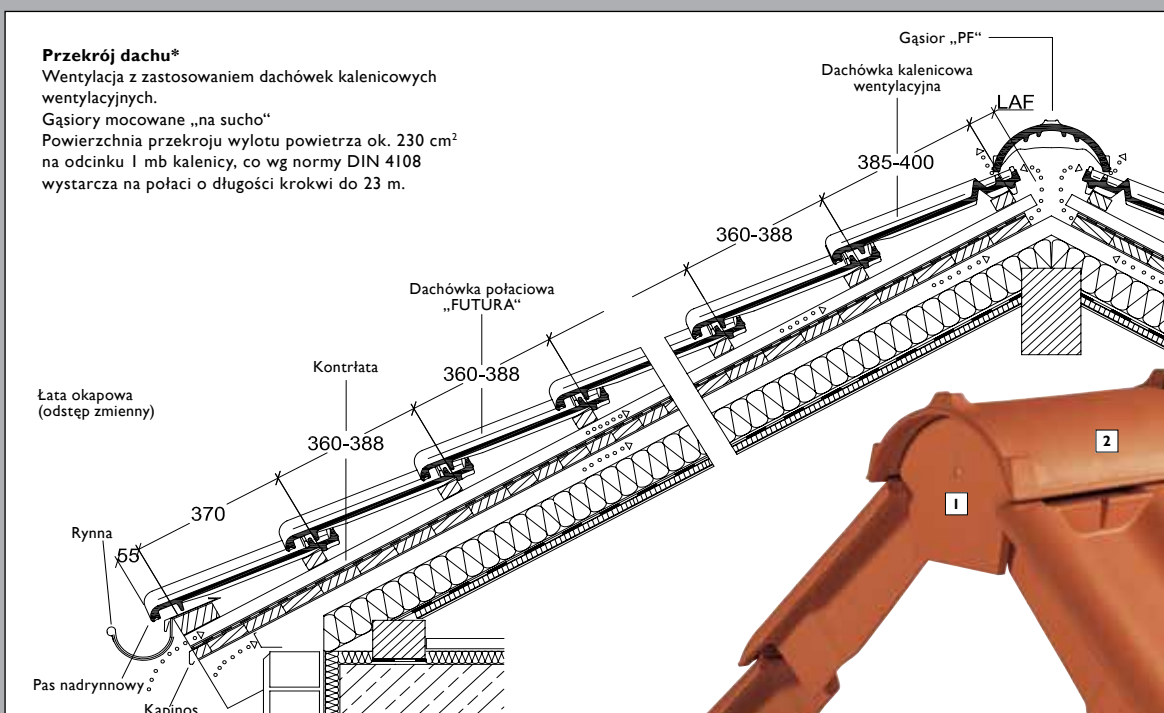 Przekrój dachu*
Wentylacja z zastosowaniem dachówek kalenicowych
wentylacyjnych.
Gąsiory mocowane „na sucho“
Powierzchnia przekroju wylotu powietrza ok. 230 cm²
na odcinku 1 mb kalenicy, co wg normy DIN 4108
wystarcza na połaci o długości krokwi do 23 m.
Gąsior „PF“
Dachówka kalenicowa
wentylacyjna
LAF
385-400
360-388
Dachówka połaciowa
„FUTURA“
Kontrłata
360-388
Łata okapowa
(odstęp zmienny)
360-388
370
Rynna
55
Pas nadrynnowy
Kapinos
1
2